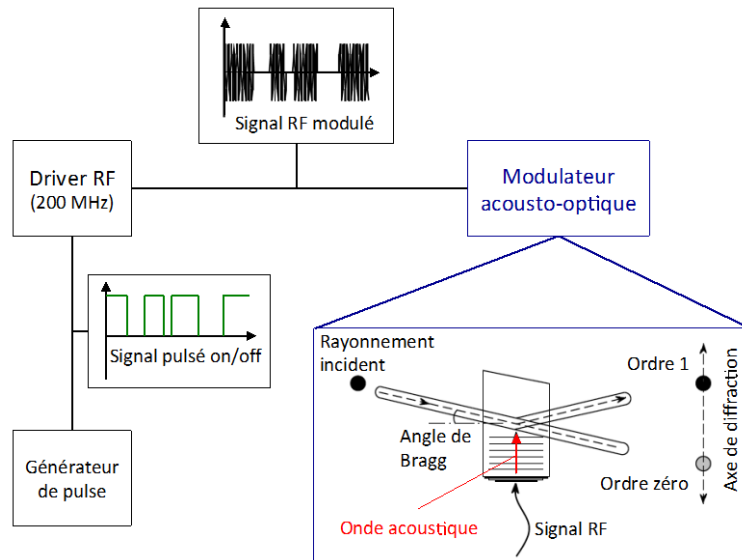 Signal RF modulé
Driver RF
(200 MHz)
Modulateur
acousto-optique
Signal pulsé on/off
Générateur
de pulse
Rayonnement
incident
Ordre 1
Axe de diffraction
Angle de
Bragg
Ordre zéro
Onde acoustique
Signal RF